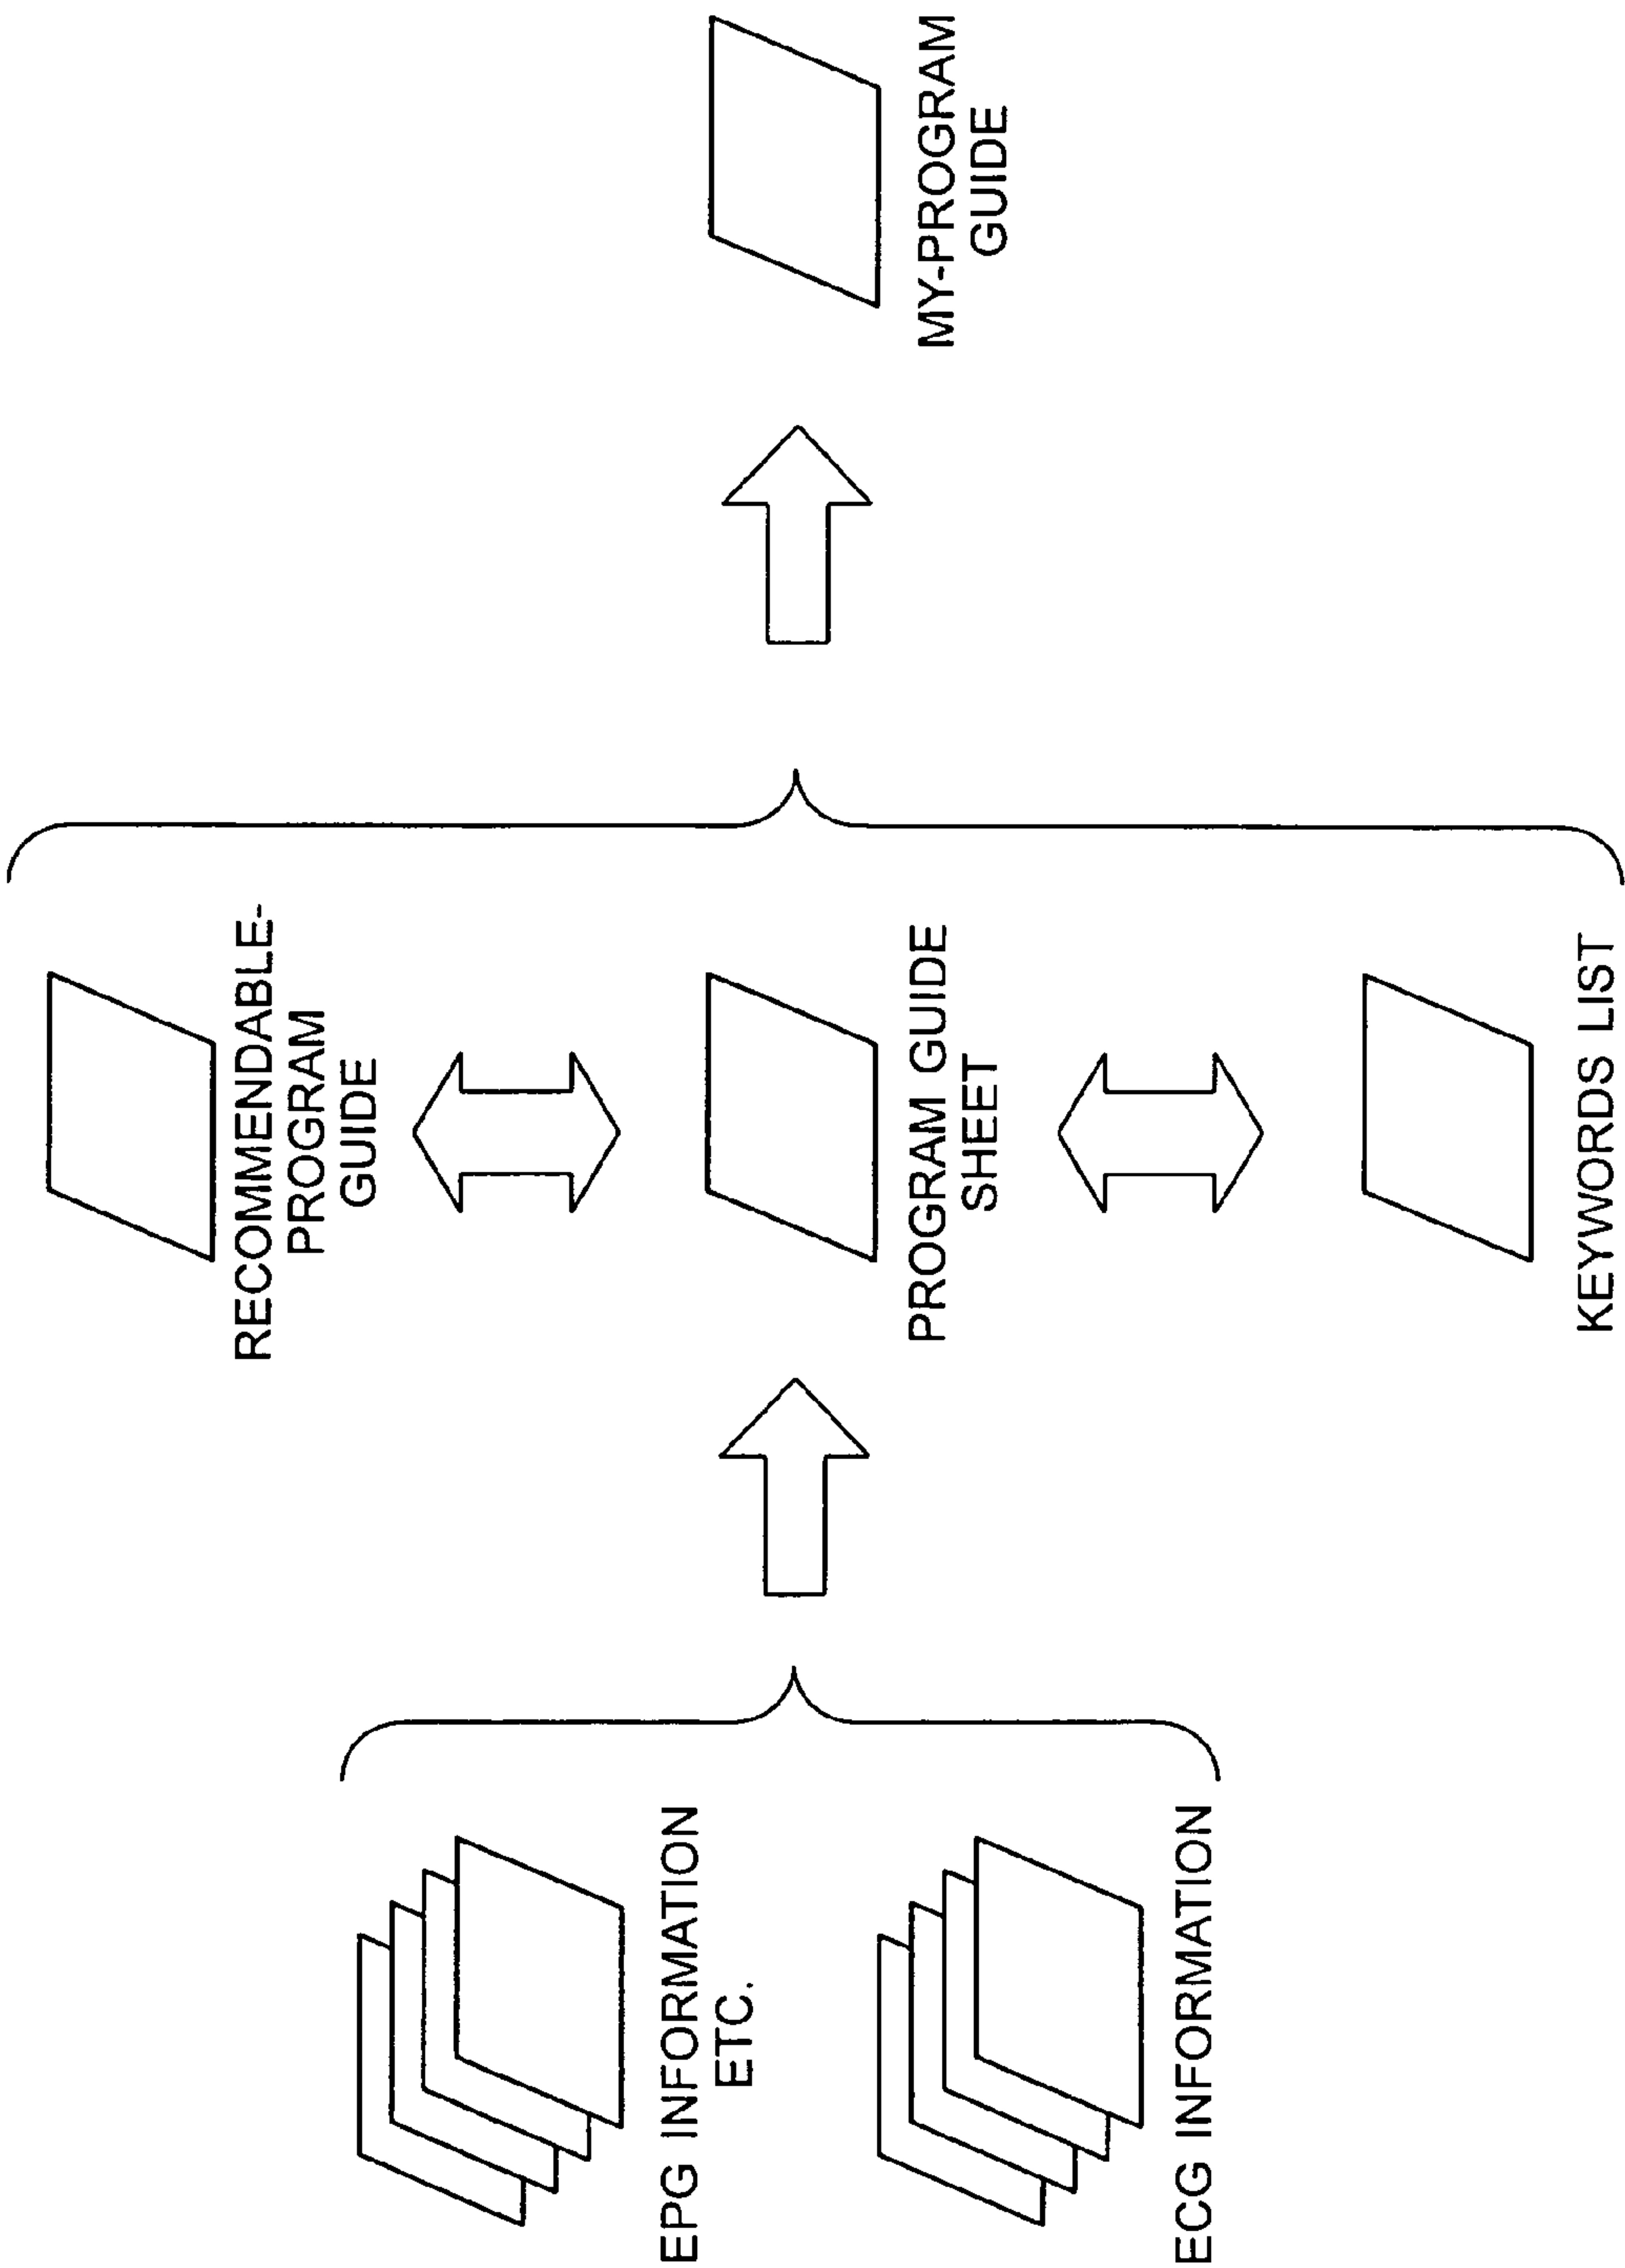 EPG INFORMATION
ETC.
ECG INFORMATION
RECOMMENDABLE-
PROGRAM
GUIDE
PROGRAM GUIDE
SHEET
KEYWORDS LIST
MY-PROGRAM
GUIDE